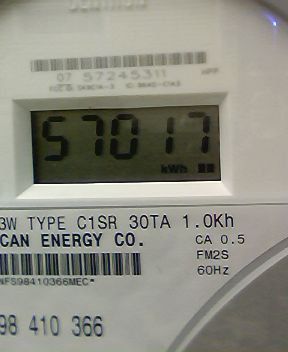 07 57245311
57017
kWh
3W TYPE C1SR 30TA 1.0Kh
CAN ENERGY CO.
CA 0.5
FM2S
60Hz
NFS98410366MEC*
98 410 366